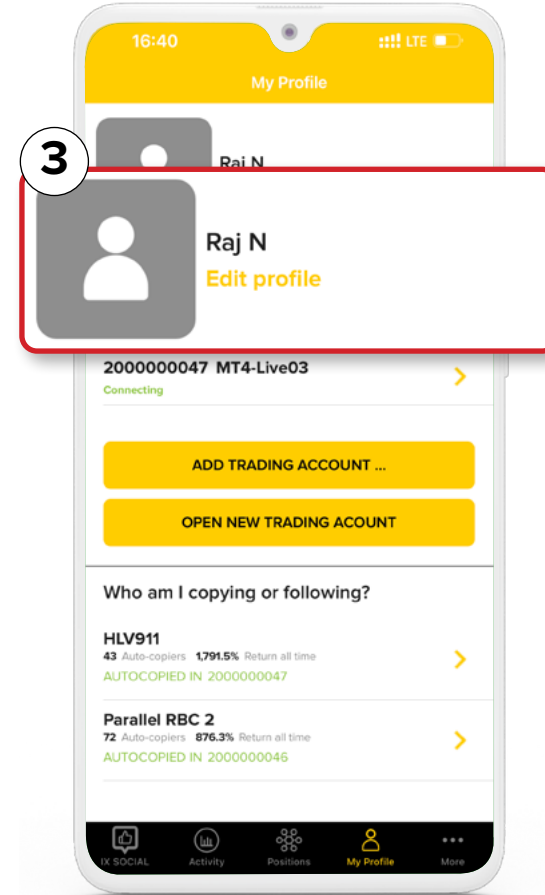 16:40
LTE
My Profile
Raj N
3
Raj N
Edit profile
2000000047 MT4-Live03
Connecting
ADD TRADING ACCOUNT ...
OPEN NEW TRADING ACOUNT
Who am I copying or following?
HLV911
43 Auto-copiers 1,791.5% Return all time
AUTOCOPIED IN 2000000047
Parallel RBC 2
72 Auto-copiers 876.3% Return all time
AUTOCOPIED IN 2000000046
IX SOCIAL Activity Positions My Profile More